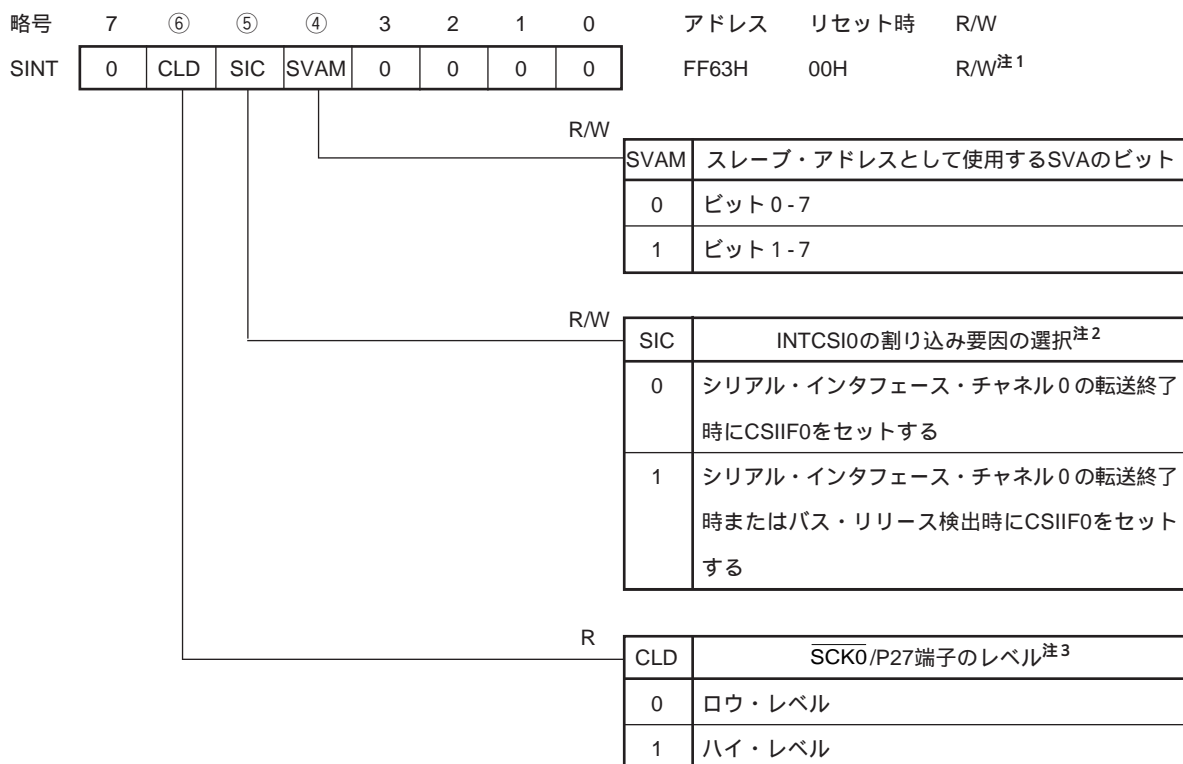 略号 7 ⑥ ⑤ ④ 3 2 1 0 アドレス リセット時 R/W
SINT 0 CLD SIC SVAM 0 0 0 0 FF63H 00H R/W注1
R/W
SVAM スレーブ・アドレスとして使用するSVAのビット
0 ビット0-7
1 ビット1-7
R/W
SIC INTCSI0の割り込み要因の選択注2
0 シリアル・インタフェース・チャネル0の転送終了
時にCSIIF0をセットする
1 シリアル・インタフェース・チャネル0の転送終了
時またはバス・リリース検出時にCSIIF0をセット
する
R
CLD S̅C̅K̅0̅/P27端子のレベル注3
0 ロウ・レベル
1 ハイ・レベル